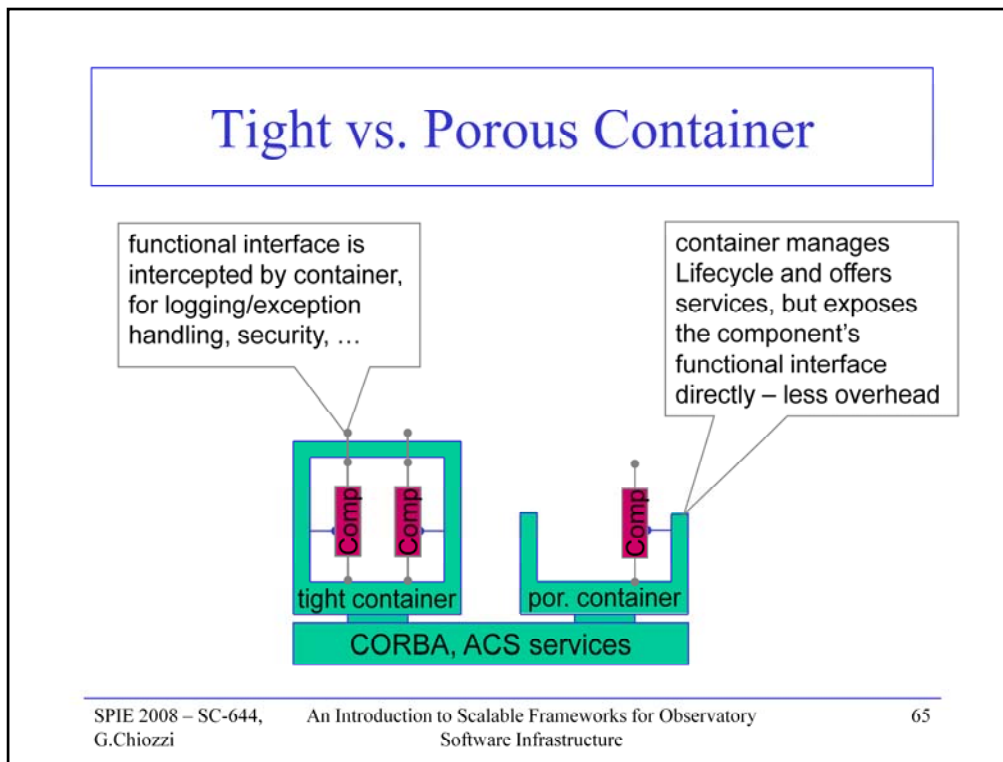 Tight vs. Porous Container
functional interface is
intercepted by container,
for logging/exception
handling, security, …
container manages
Lifecycle and offers
services, but exposes
the component's
functional interface
directly – less overhead
Comp
Comp
Comp
tight container
por. container
CORBA, ACS services
SPIE 2008 – SC-644,
G.Chiozzi
An Introduction to Scalable Frameworks for Observatory
Software Infrastructure
65